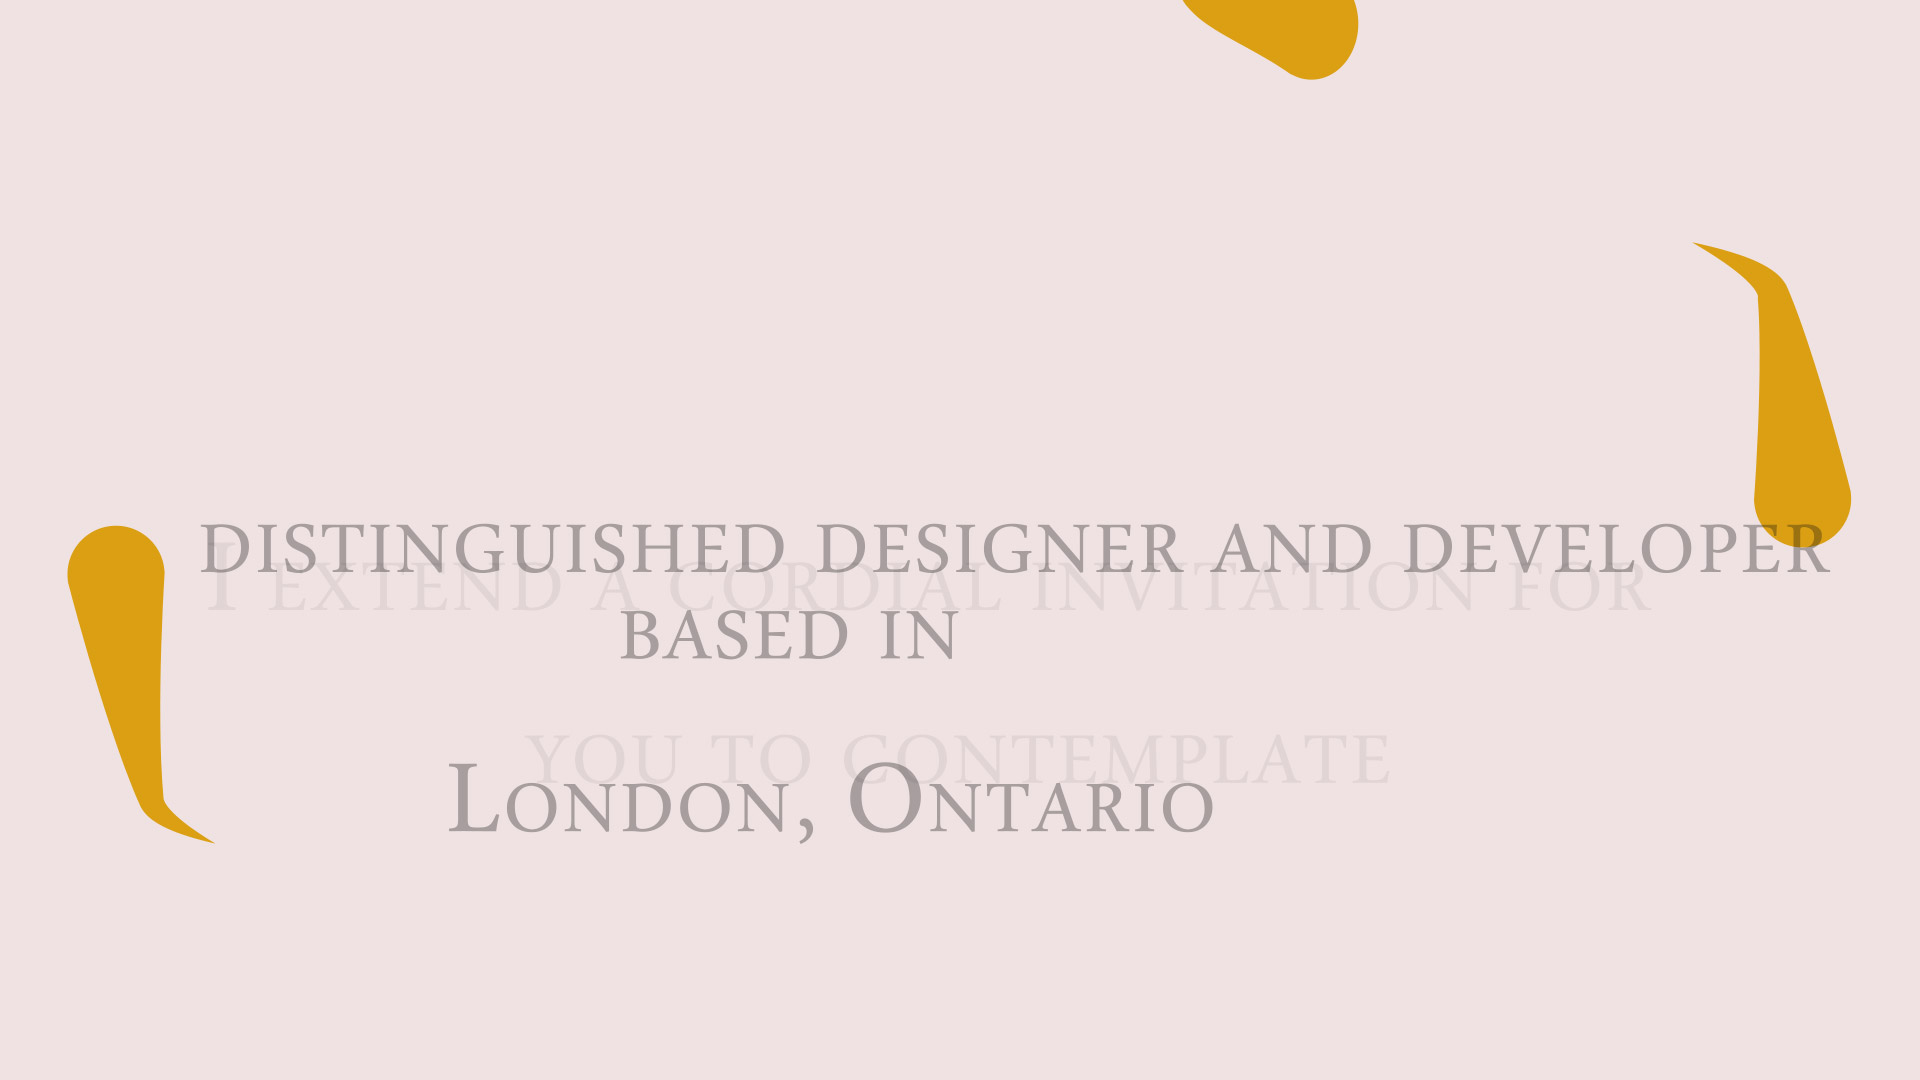 distinguished designer and developer
I extend a cordial invitation for
based in
you to contemplate
London, Ontario